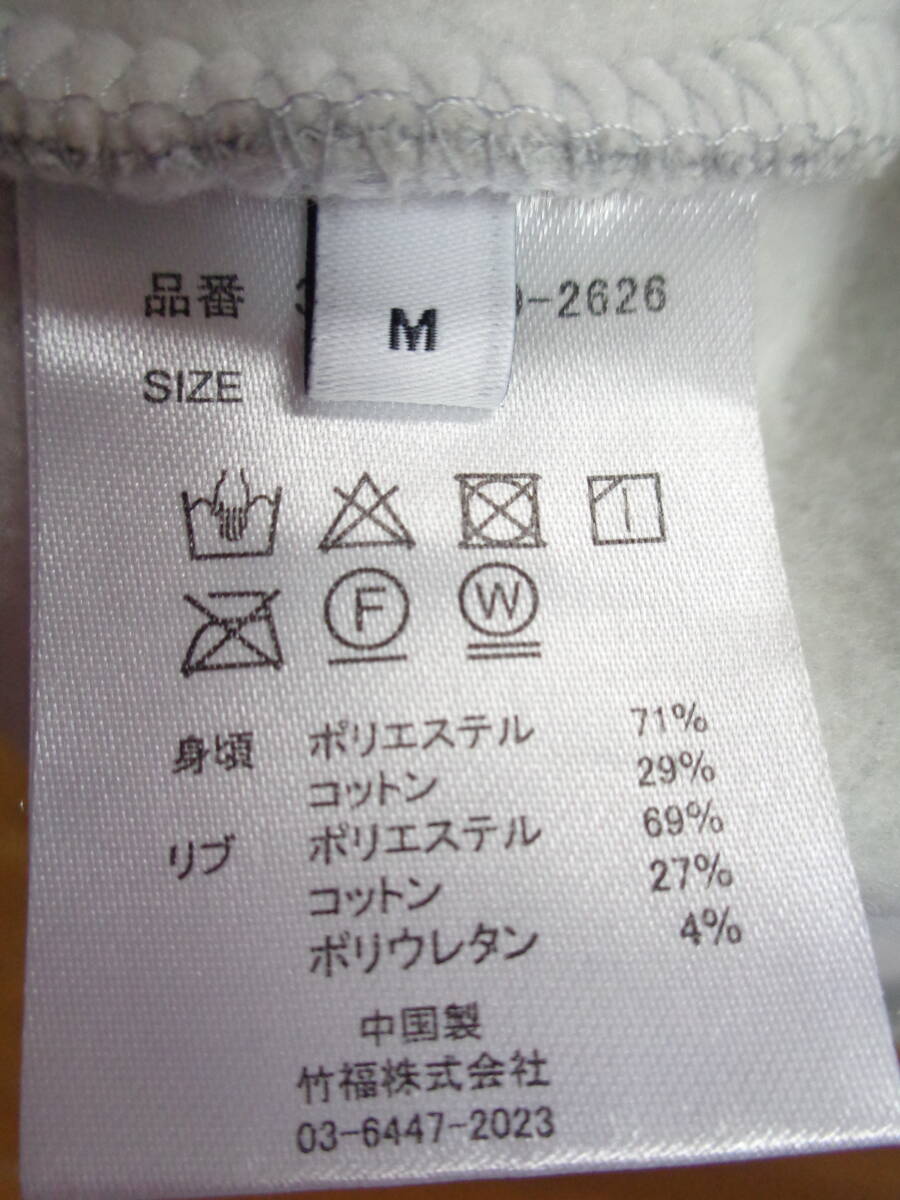 品番 -2626
M
SIZE
F W
身頃 ポリエステル 71%
コットン 29%
リブ ポリエステル 69%
コットン 27%
ポリウレタン 4%
中国製
竹福株式会社
03-6447-2023